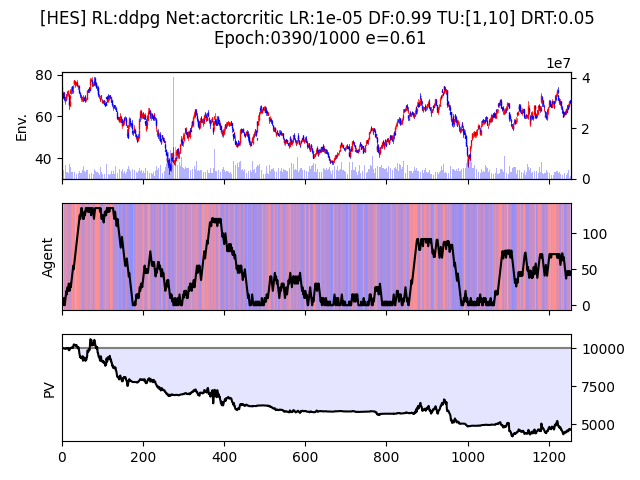 [HES] RL:ddpg Net:actorcritic LR:1e-05 DF:0.99 TU:[1,10] DRT:0.05
Epoch:0390/1000 e=0.61
1e7
80
60
40
Env.
4
2
0
Agent
100
50
0
PV
10000
7500
5000
0 200 400 600 800 1000 1200